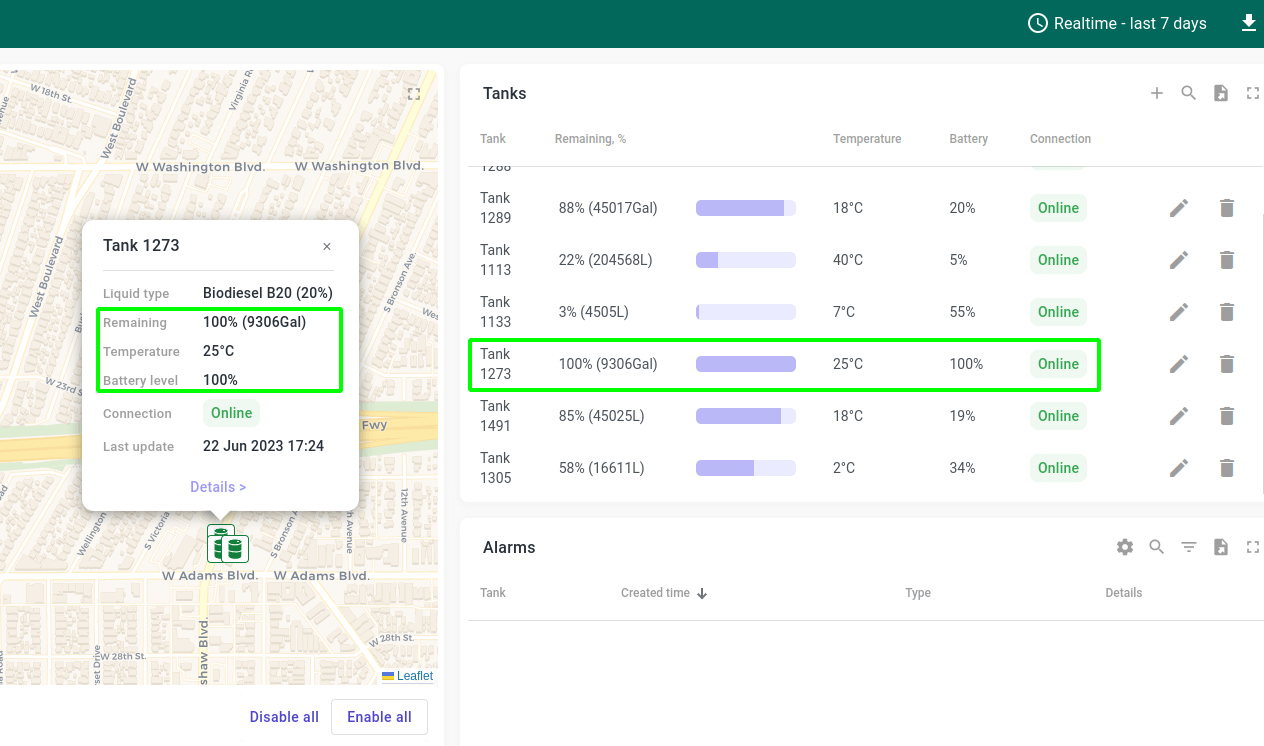 Realtime - last 7 days
W 18th St.
West Boulevard
Virginia R
W Washington Blvd.
W Washington Blvd.
West Boulevard
S Bronson Ave.
Wes
W 23rd S
Fwy
Tank 1273
×
Liquid type Biodiesel B20 (20%)
Remaining 100% (9306Gal)
Temperature 25°C
Battery level 100%
Connection Online
Last update 22 Jun 2023 17:24
Details >
Wellington
S Victoria
S Bronson A
th Avenue
12th Avenue
W Adams Blvd.
W Adams Blvd.
shaw Blvd.
W 28th St.
W 28th St.
set Drive
Road
Leaflet
Disable all
Enable all
Tanks
Tank Remaining, % Temperature Battery Connection
1288
Tank
1289
88% (45017Gal) 18°C 20% Online
Tank
1113
22% (204568L) 40°C 5% Online
Tank
1133
3% (4505L) 7°C 55% Online
Tank
1273
100% (9306Gal) 25°C 100% Online
Tank
1491
85% (45025L) 18°C 19% Online
Tank
1305
58% (16611L) 2°C 34% Online
Alarms
Tank Created time Type Details